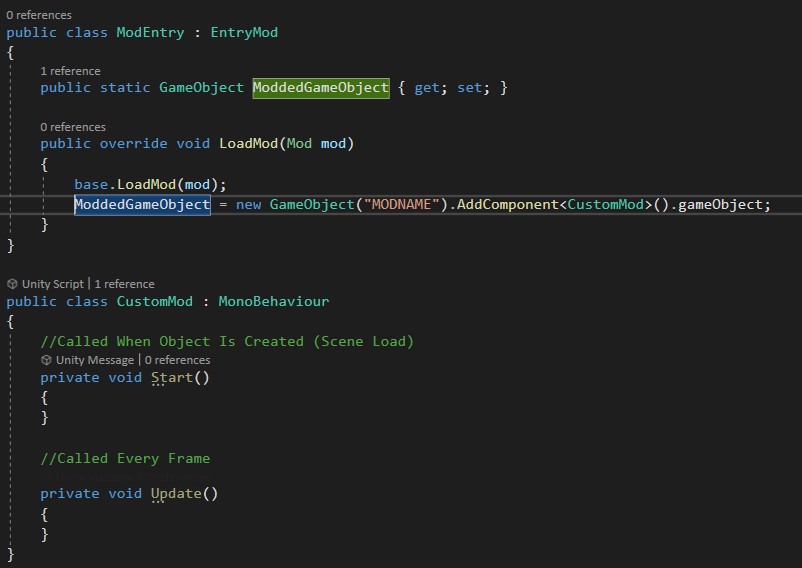 0 references
public class ModEntry : EntryMod
{
1 reference
public static GameObject ModdedGameObject { get; set; }
0 references
public override void LoadMod(Mod mod)
{
base.LoadMod(mod);
ModdedGameObject = new GameObject("MODNAME").AddComponent<CustomMod>().gameObject;
}
}
Unity Script | 1 reference
public class CustomMod : MonoBehaviour
{
//Called When Object Is Created (Scene Load)
Unity Message | 0 references
private void Start()
{
}
//Called Every Frame
private void Update()
{
}
}